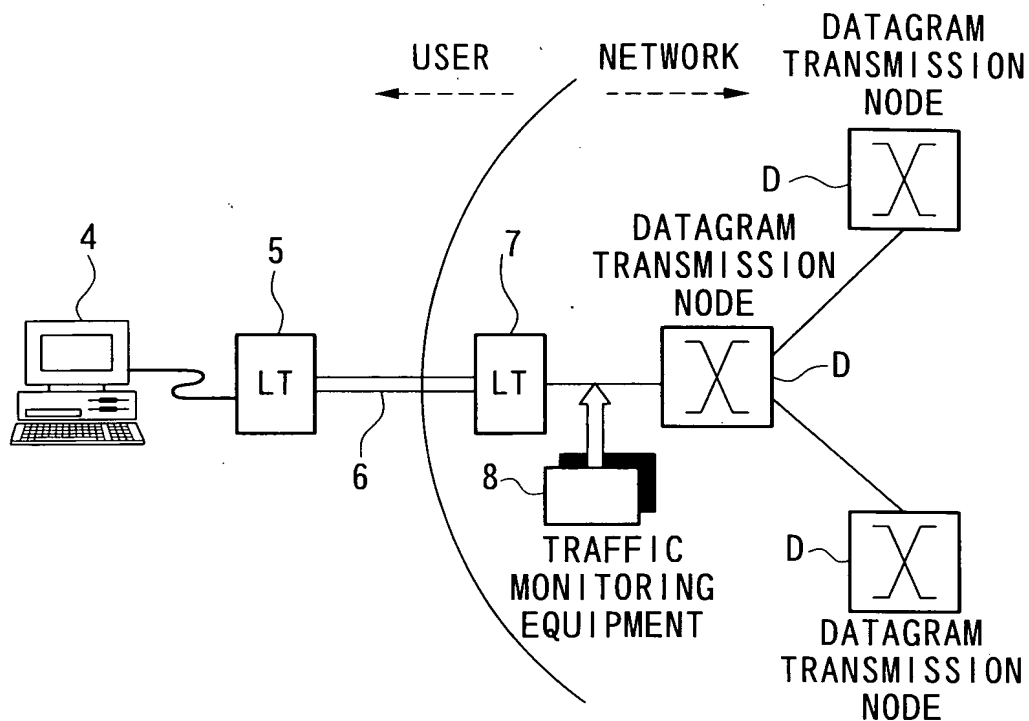 USER
NETWORK
DATAGRAM
TRANSMISSION
NODE
D
DATAGRAM
TRANSMISSION
NODE
4
5
7
LT
LT
D
6
8
TRAFFIC
MONITORING
EQUIPMENT
D
DATAGRAM
TRANSMISSION
NODE